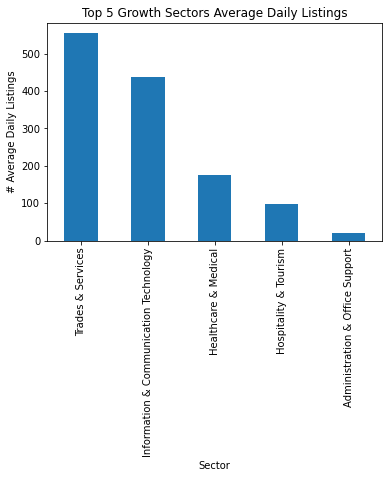 Top 5 Growth Sectors Average Daily Listings
# Average Daily Listings
500
400
300
200
100
0
Trades & Services
Information & Communication Technology
Healthcare & Medical
Hospitality & Tourism
Administration & Office Support
Sector